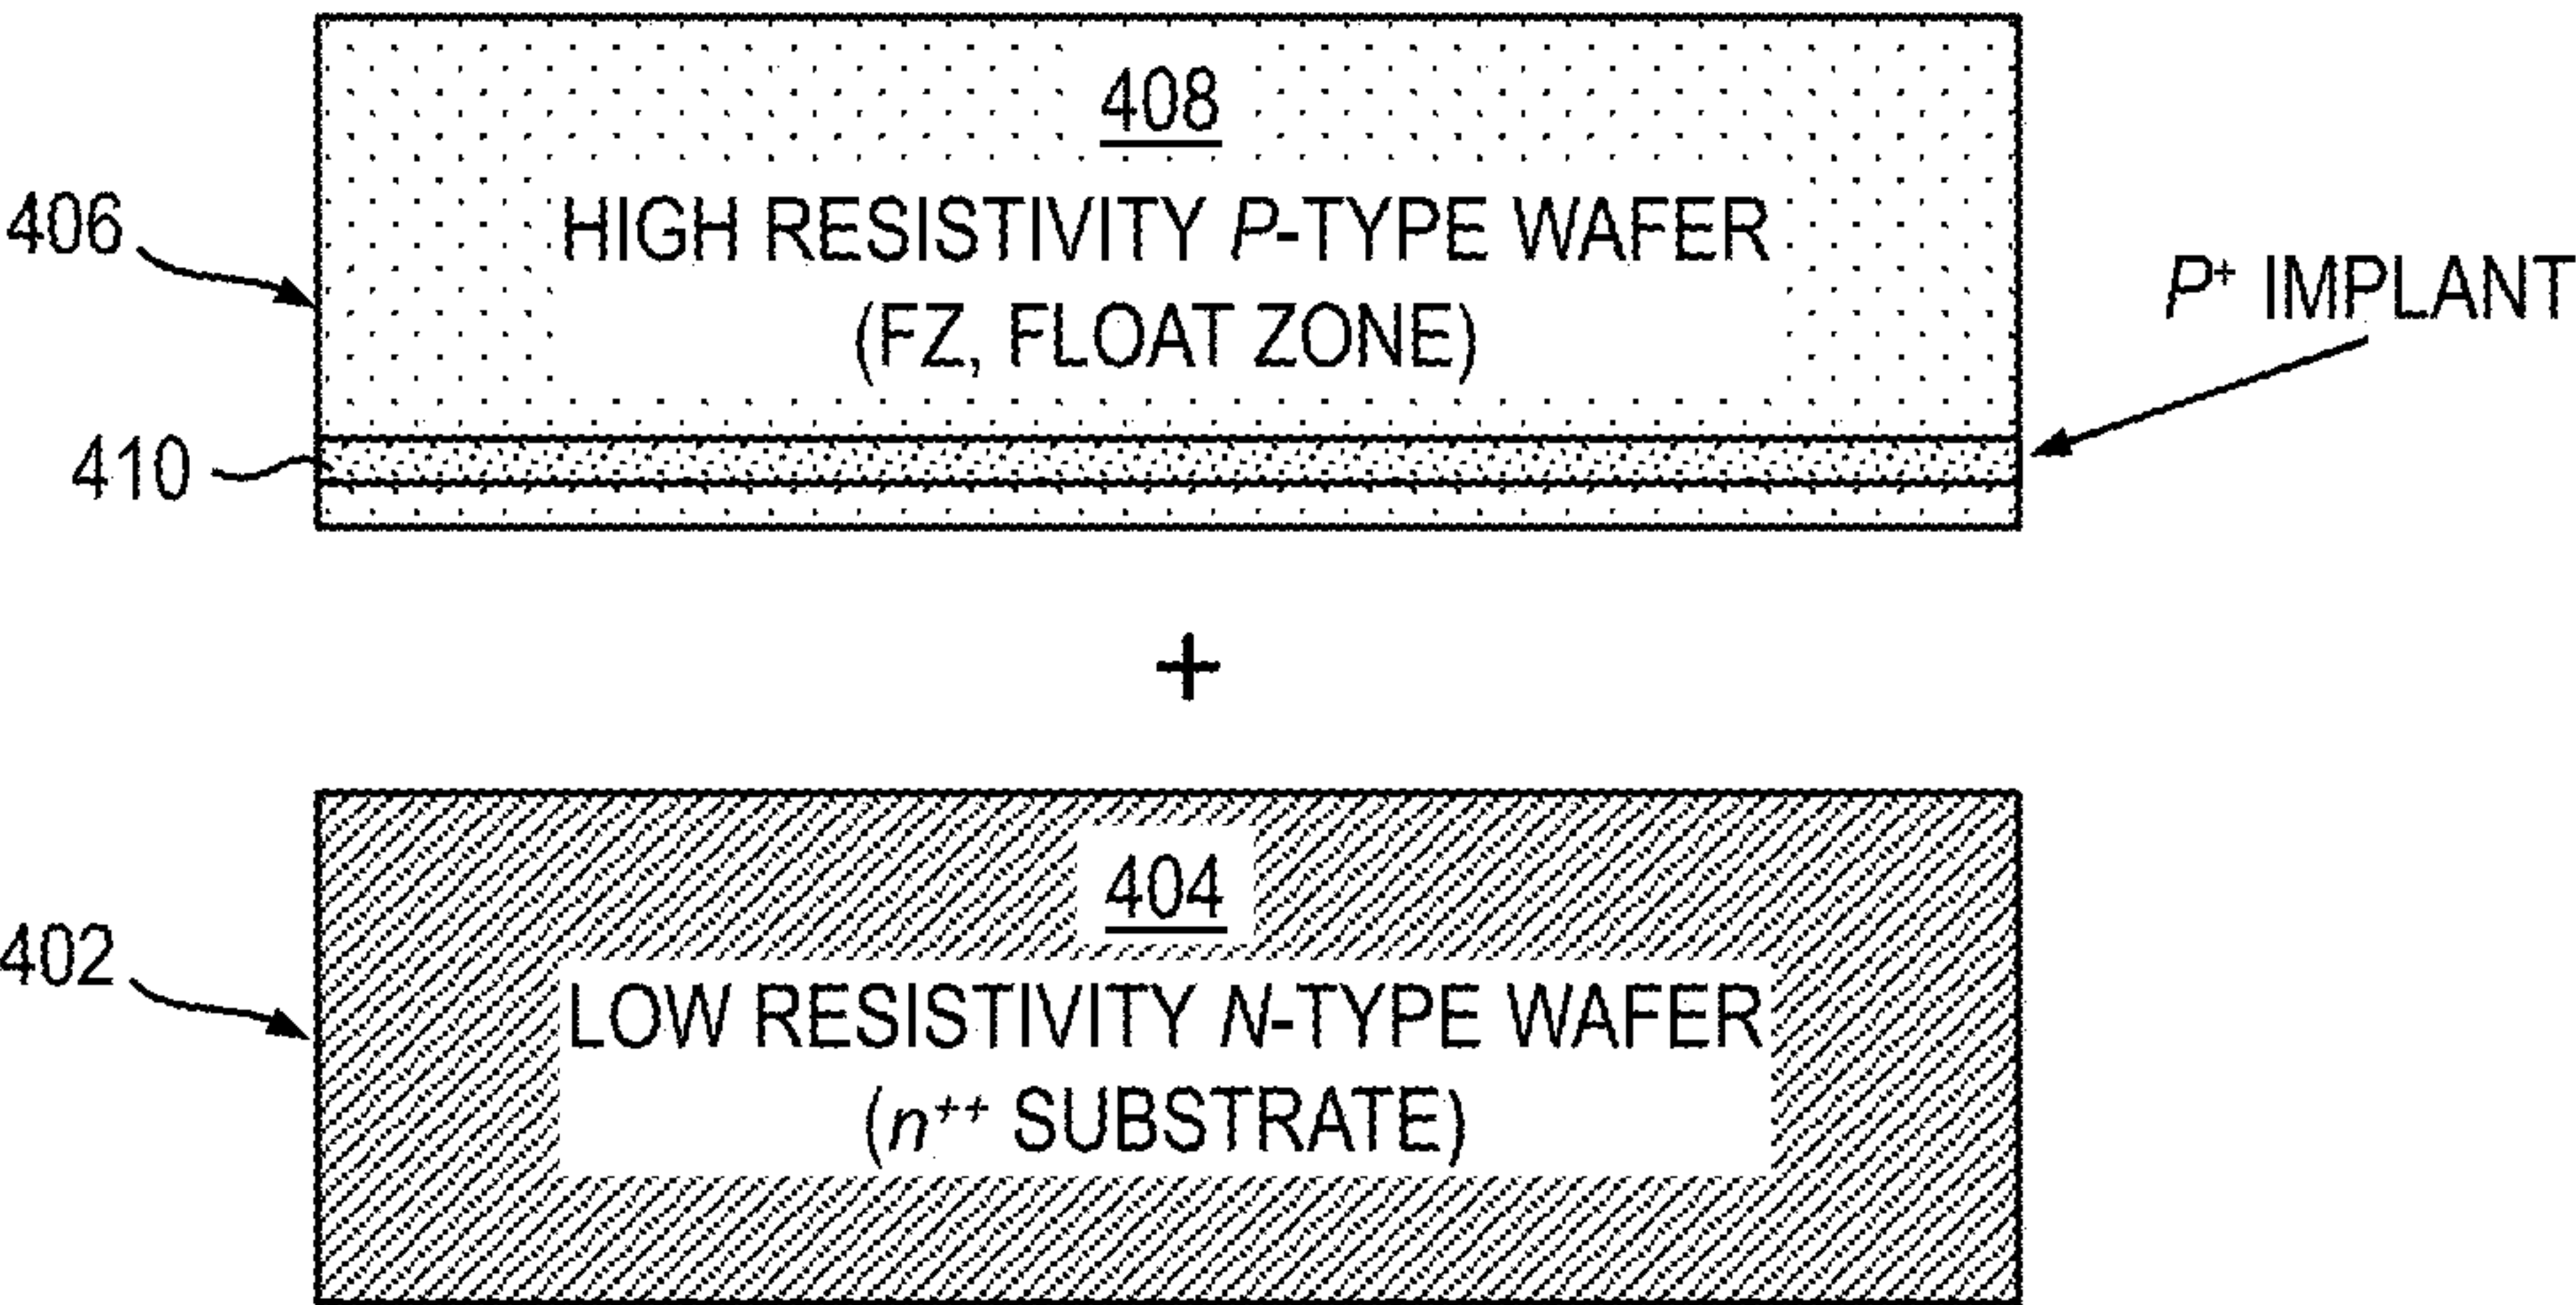 408
HIGH RESISTIVITY P-TYPE WAFER
(FZ, FLOAT ZONE)
406
P⁺ IMPLANT
410
+
404
LOW RESISTIVITY N-TYPE WAFER
(n⁺⁺ SUBSTRATE)
402